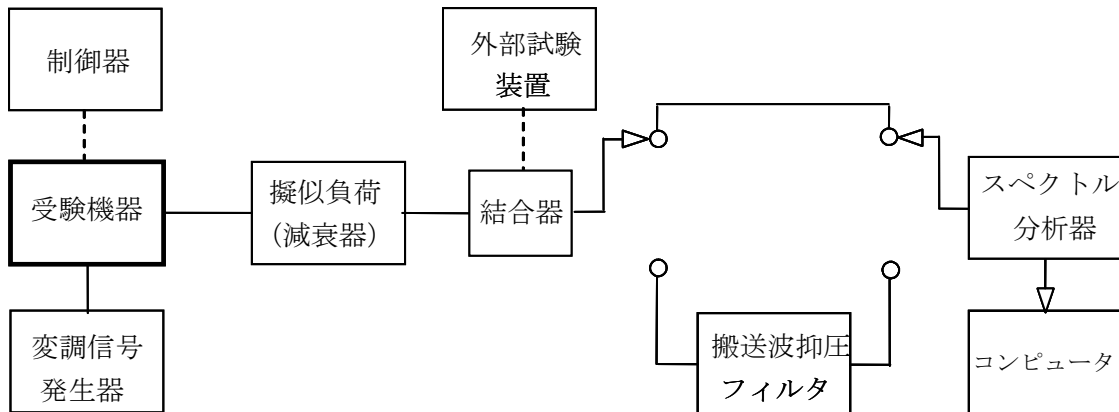 制御器
外部試験
装置
受験機器
擬似負荷
（減衰器）
結合器
スペクトル
分析器
変調信号
発生器
搬送波抑圧
フィルタ
コンピュータ